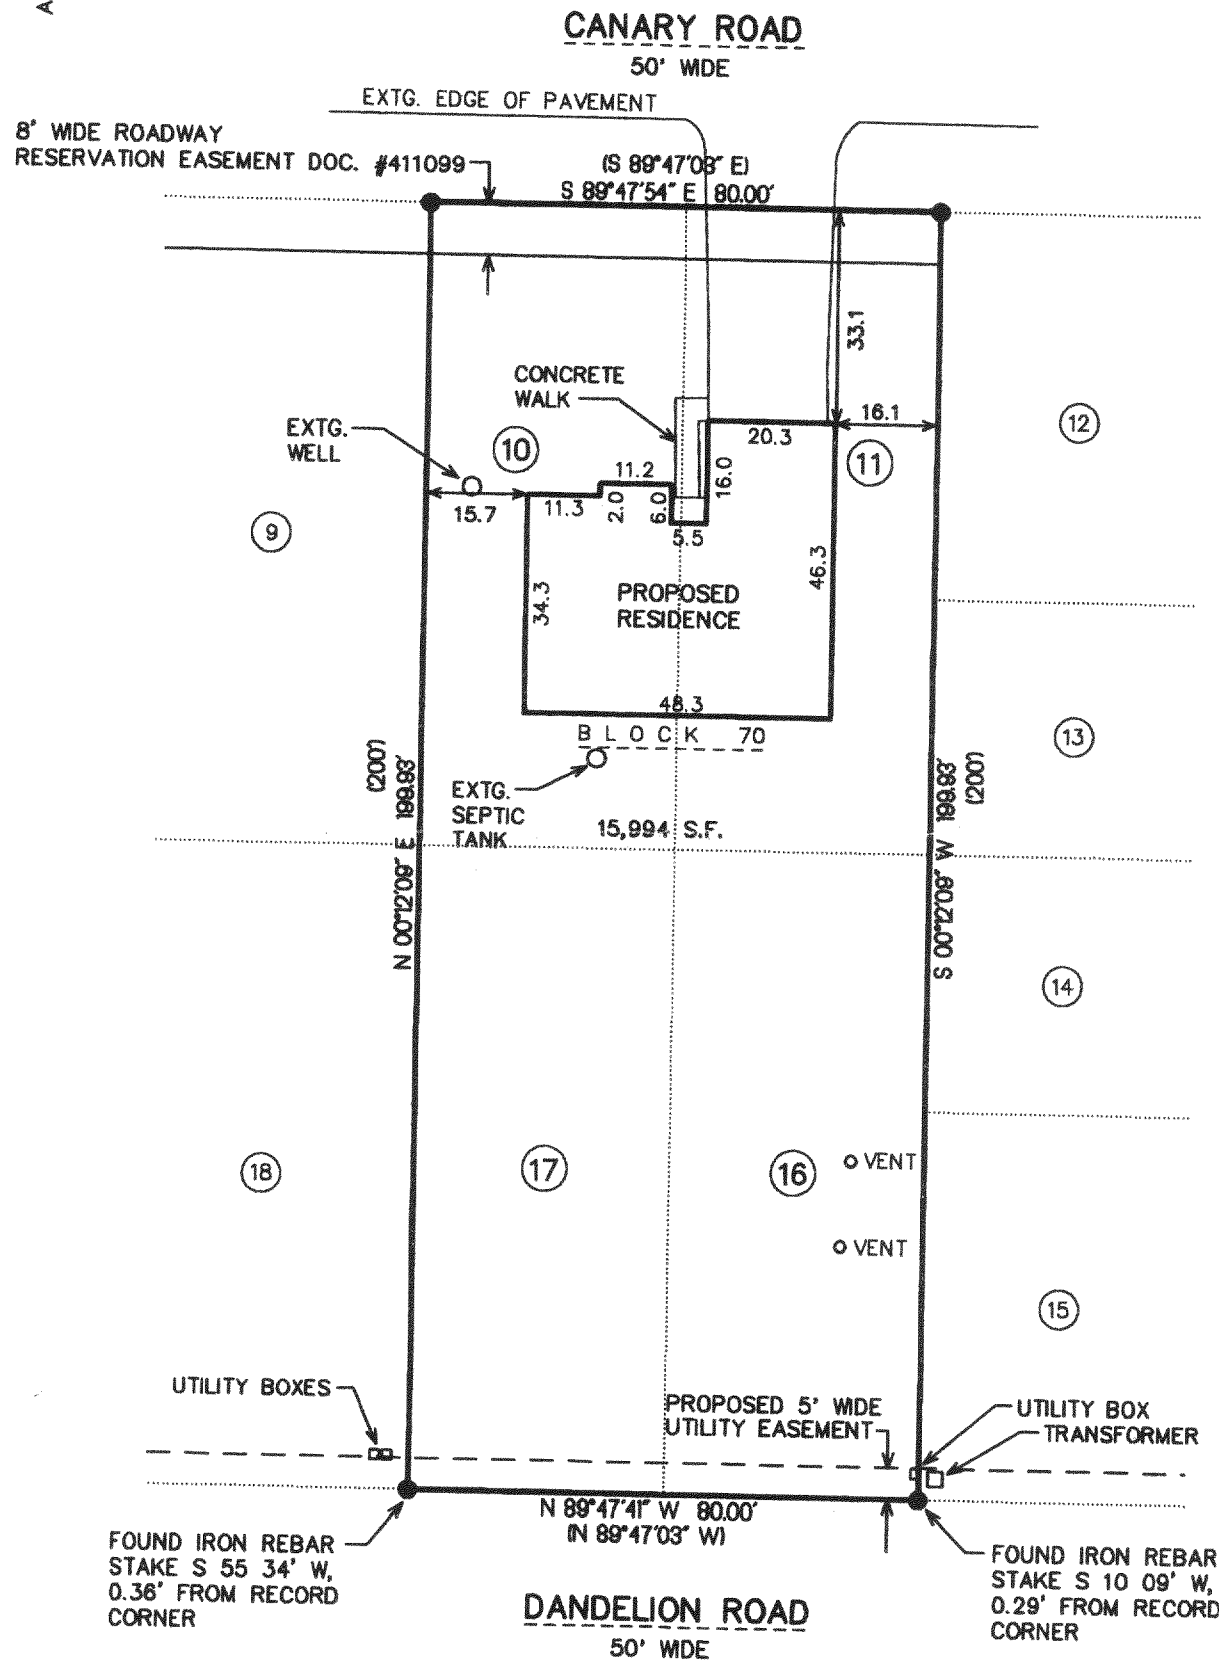 A
CANARY ROAD
50' WIDE
EXTG. EDGE OF PAVEMENT
8' WIDE ROADWAY
RESERVATION EASEMENT DOC. #411099
(S 89°47'03" E)
S 89°47'54" E 80.00'
33.1
CONCRETE
WALK
EXTG.
WELL
10
16.1
12
20.3
11
11.2
16.0
15.7
11.3
2.0
6.0
5.5
9
46.3
34.3
PROPOSED
RESIDENCE
48.3
BLOCK 70
13
(200')
N 00°12'09" E 199.93'
EXTG.
SEPTIC
TANK
15,994 S.F.
S 00°12'09" W 199.93'
(200')
14
18
17
16
VENT
VENT
15
UTILITY BOXES
PROPOSED 5' WIDE
UTILITY EASEMENT
UTILITY BOX
TRANSFORMER
N 89°47'41" W 80.00'
(N 89°47'03" W)
FOUND IRON REBAR
STAKE S 55 34' W,
0.36' FROM RECORD
CORNER
FOUND IRON REBAR
STAKE S 10 09' W,
0.29' FROM RECORD
CORNER
DANDELION ROAD
50' WIDE